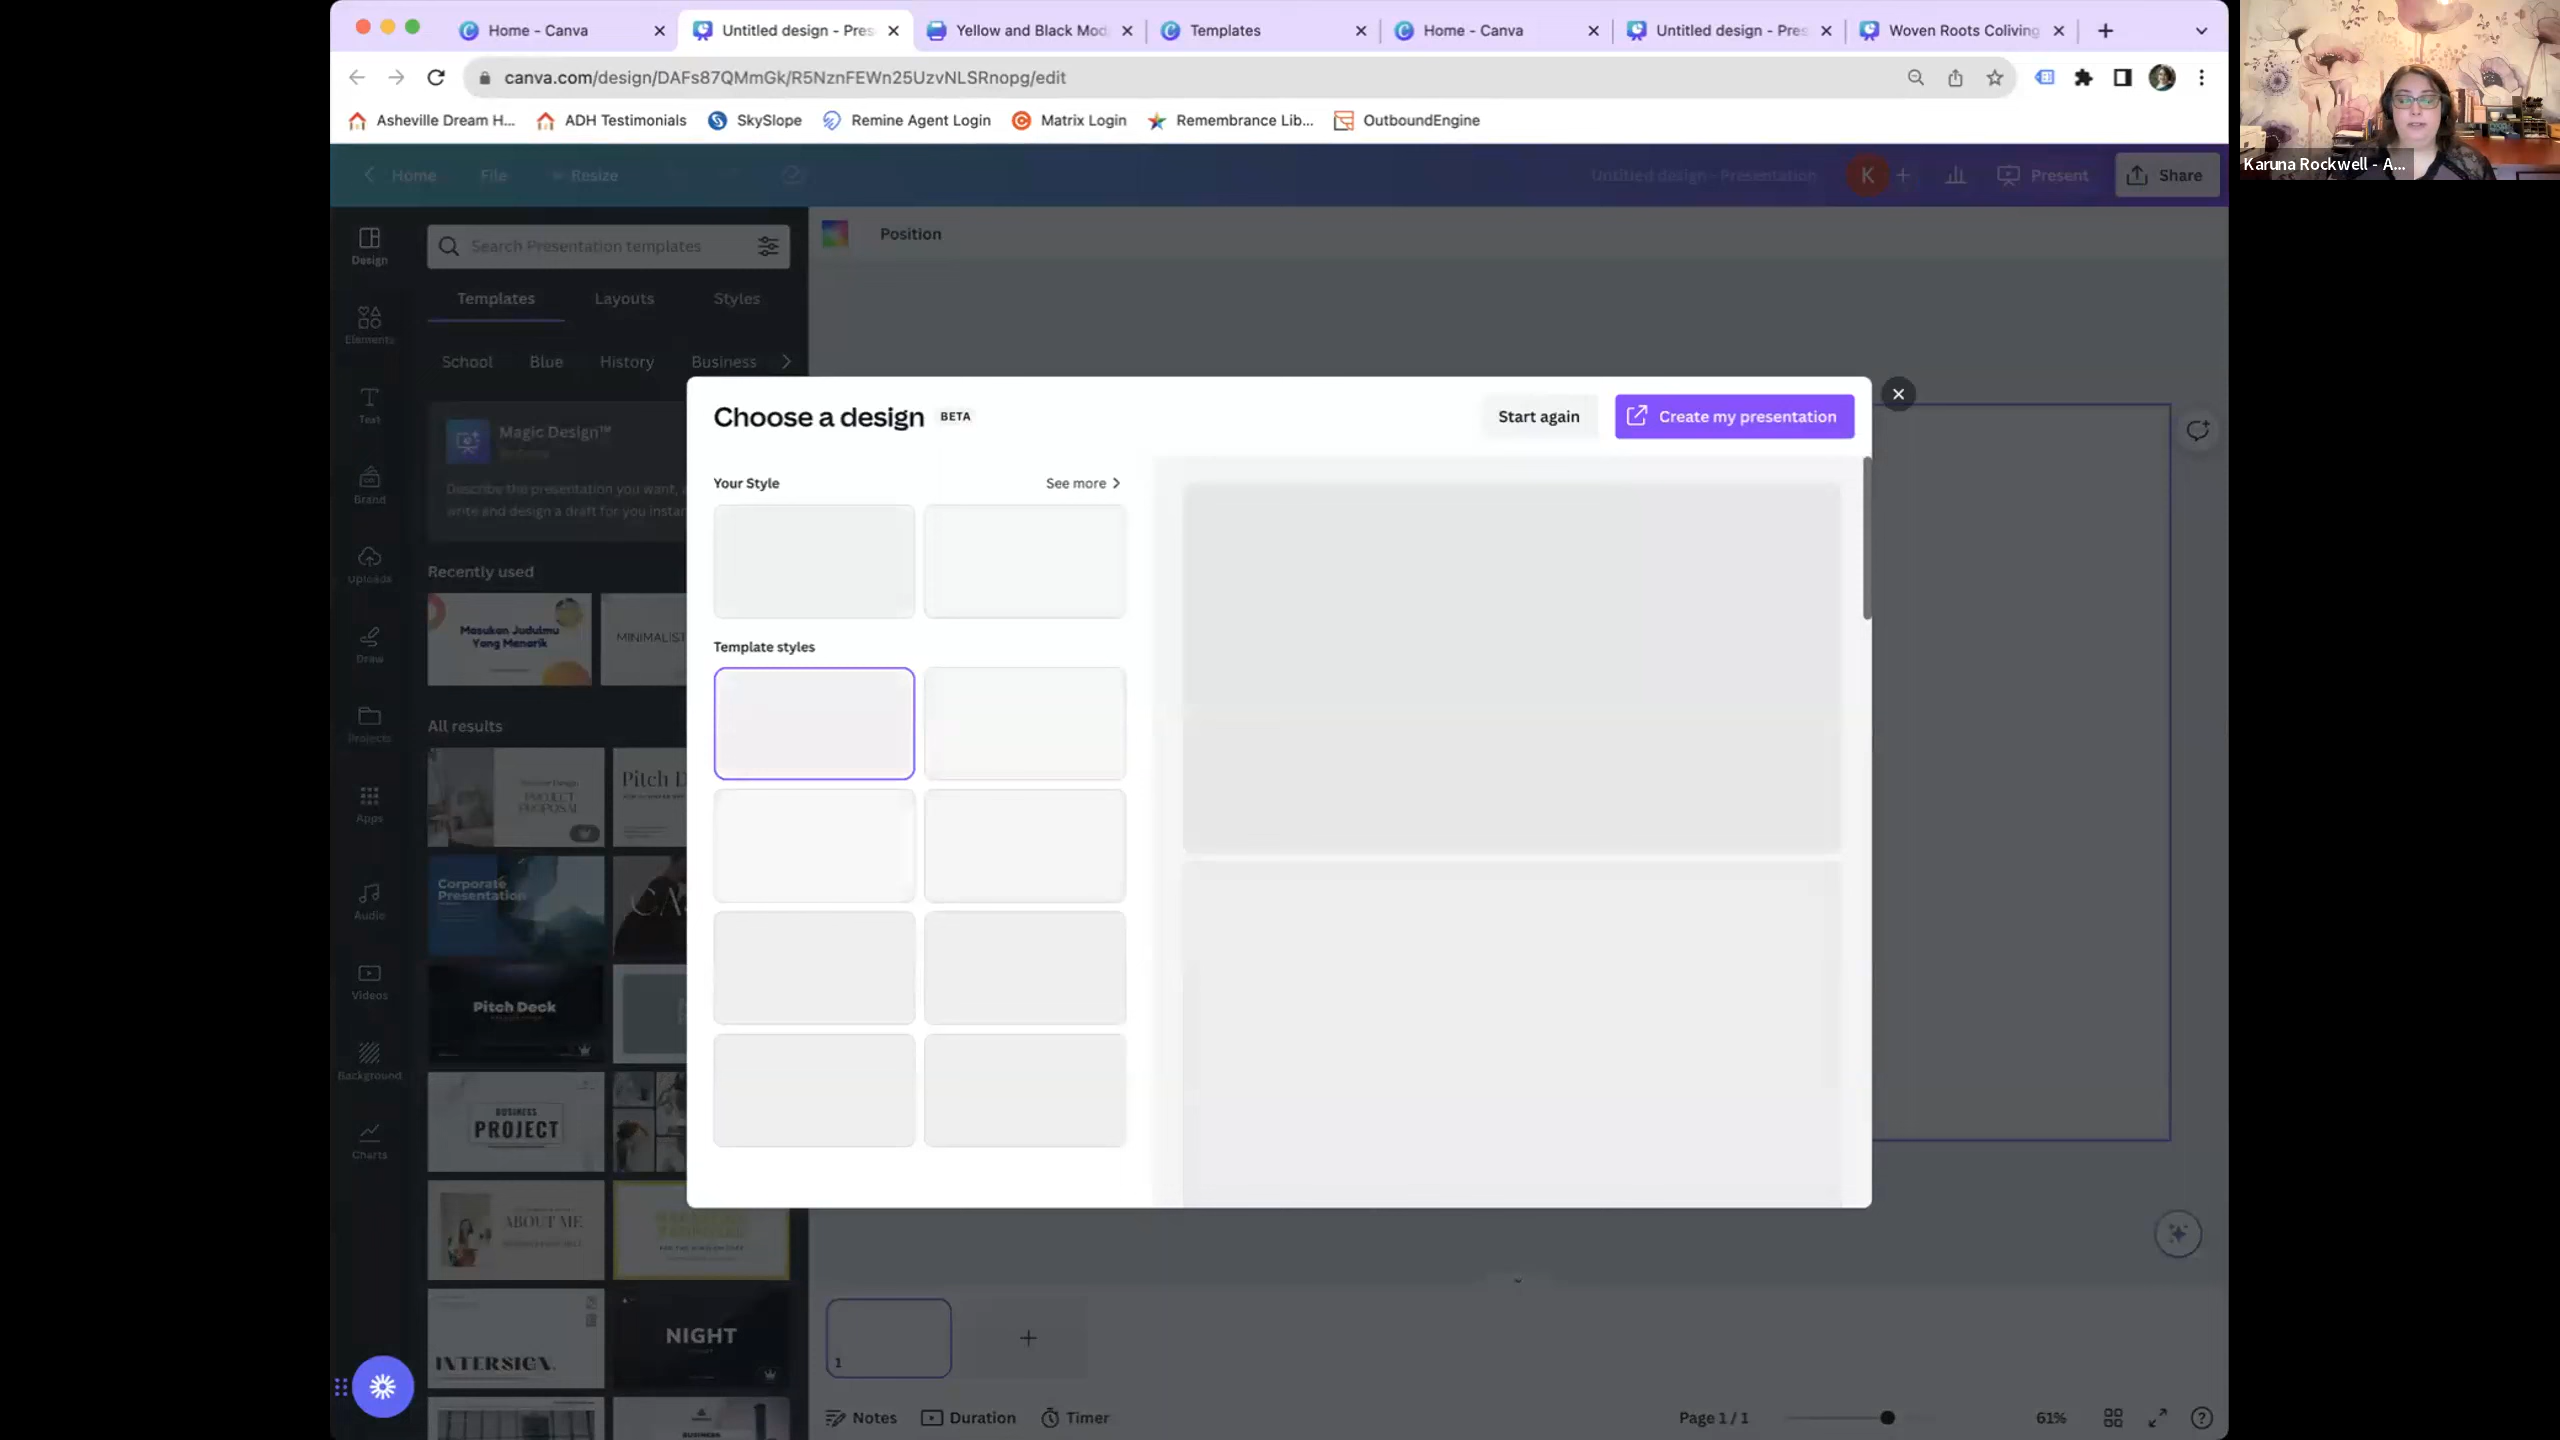 Home - Canva
Untitled design - Pres
Yellow and Black Mod
Templates
Home - Canva
Untitled design - Pres
Woven Roots Coliving
canva.com/design/DAFs87QMmGk/R5NznFEWn25UzvNLSRnopg/edit
Asheville Dream H...
ADH Testimonials
SkySlope
Remine Agent Login
Matrix Login
Remembrance Lib...
OutboundEngine
Karuna Rockwell - A...
Home
File
Resize
Untitled design - Presentation
K
Present
Share
Design
Elements
Text
Brand
Uploads
Draw
Projects
Apps
Audio
Videos
Background
Charts
Search Presentation templates
Templates
Layouts
Styles
School
Blue
History
Business
Magic Design™
Describe the presentation you want,
write and design a draft for you instan
Recently used
Masukan Judulmu
Yang Menarik
MINIMALIST
All results
PROJECT
PROPOSAL
Pitch D
Corporate
Presentation
CA
Pitch Deck
BUSINESS
PROJECT
ABOUT ME
NIGHT
BUSINESS
Position
Choose a design
BETA
Start again
Create my presentation
Your Style
See more
Template styles
1
Notes
Duration
Timer
Page 1 / 1
61%